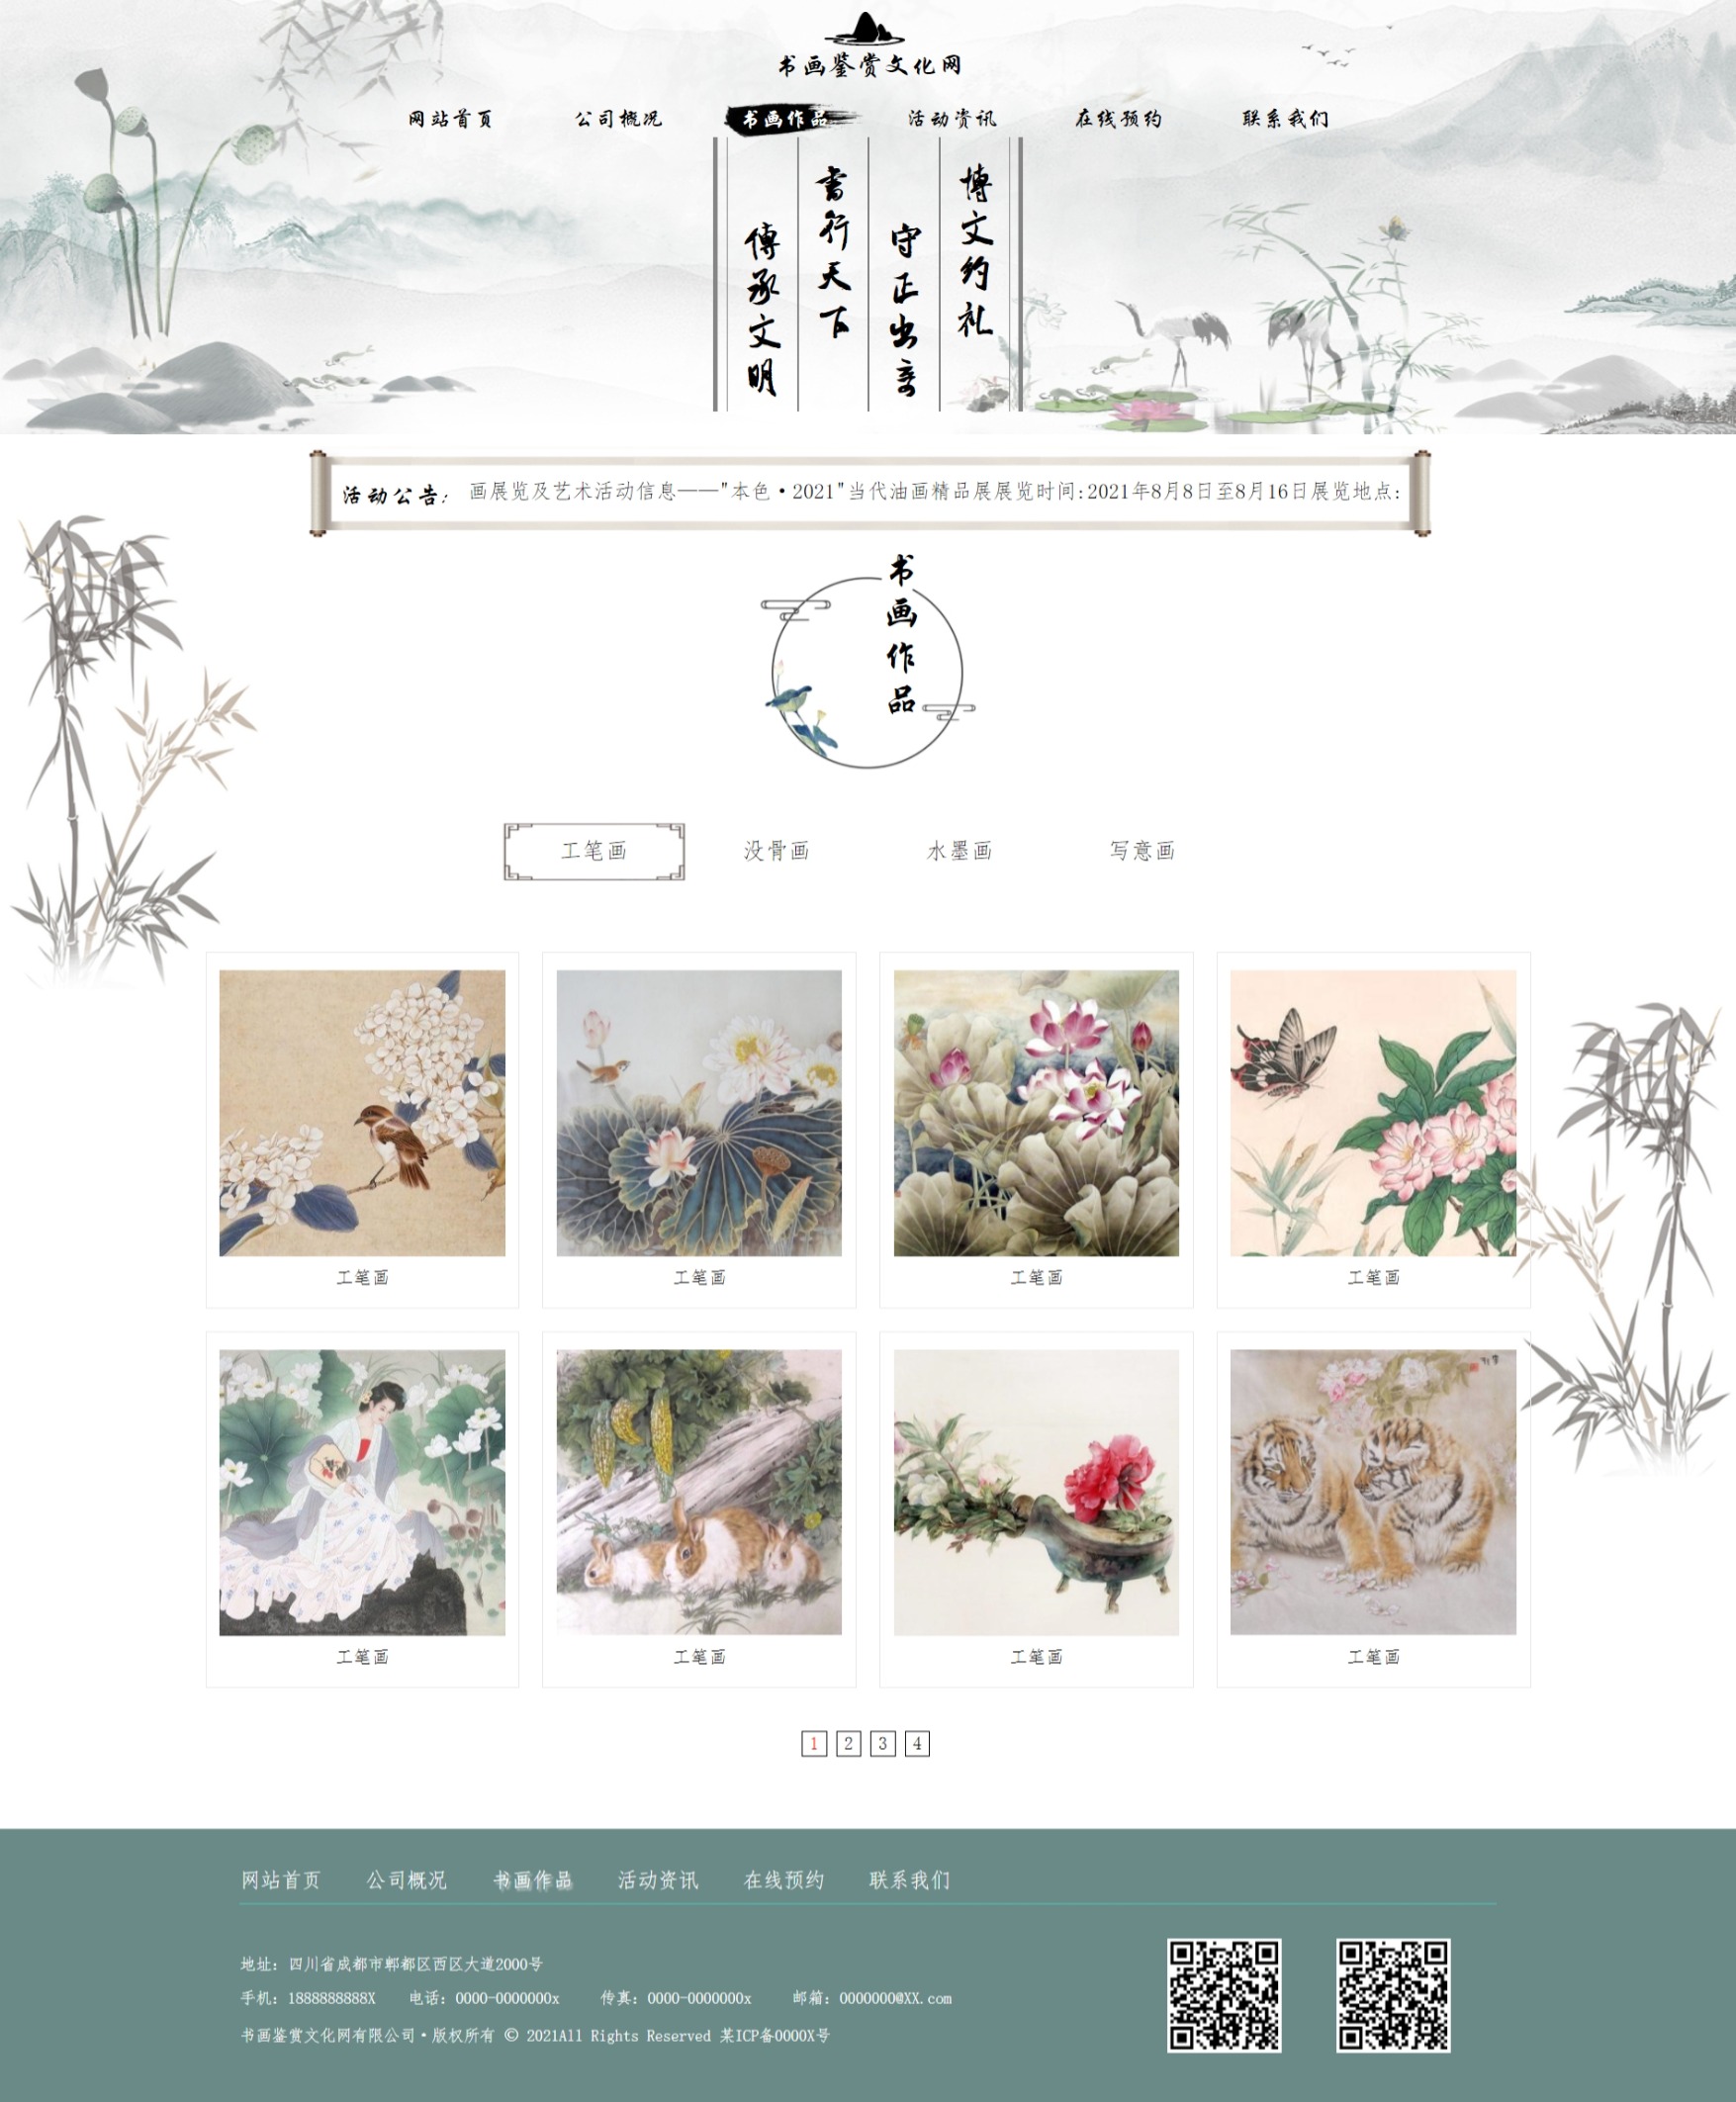 书画鉴赏文化网
网站首页 公司概况 书画作品 活动资讯 在线预约 联系我们
博文约礼
守正出奇
書行天下
傳承文明
活动公告: 画展览及艺术活动信息——"本色·2021"当代油画精品展展览时间:2021年8月8日至8月16日展览地点:
书画作品
工笔画 没骨画 水墨画 写意画
工笔画 工笔画 工笔画 工笔画
工笔画 工笔画 工笔画 工笔画
1 2 3 4
网站首页 公司概况 书画作品 活动资讯 在线预约 联系我们
地址: 四川省成都市郫都区西区大道2000号
手机: 1888888888X 电话: 0000-0000000x 传真: 0000-0000000x 邮箱: 0000000@XX.com
书画鉴赏文化网有限公司·版权所有 © 2021All Rights Reserved 某ICP备0000X号